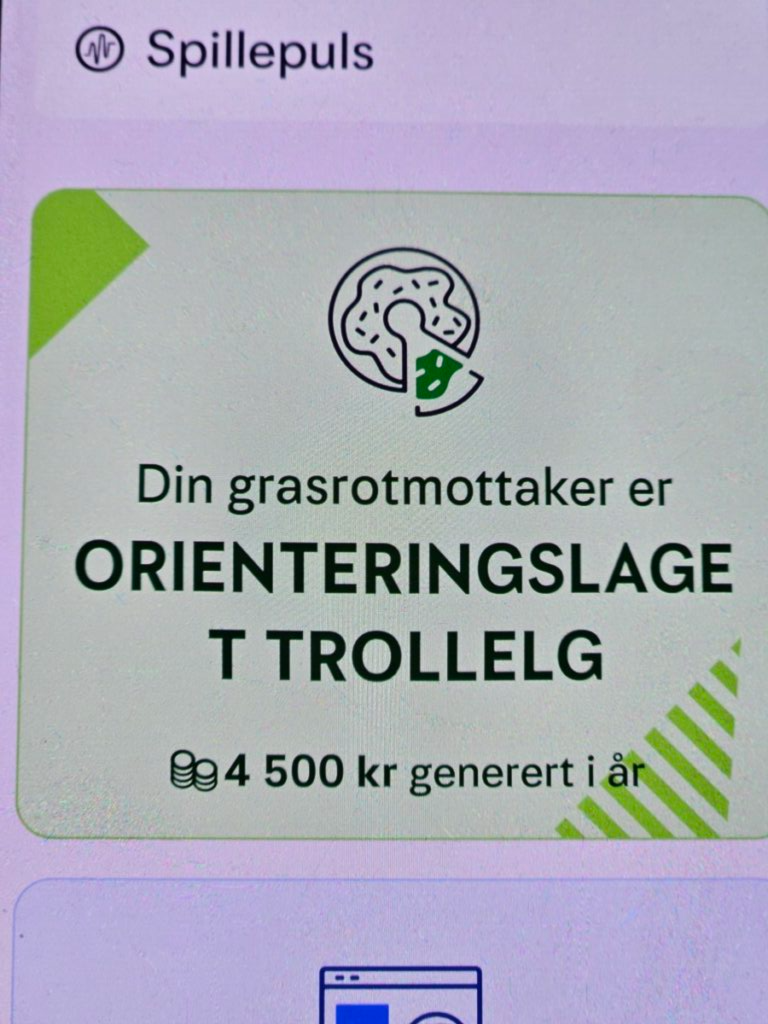 Spillepuls
Din grasrotmottaker er
ORIENTERINGSLAGE
T TROLLELG
4 500 kr generert i år